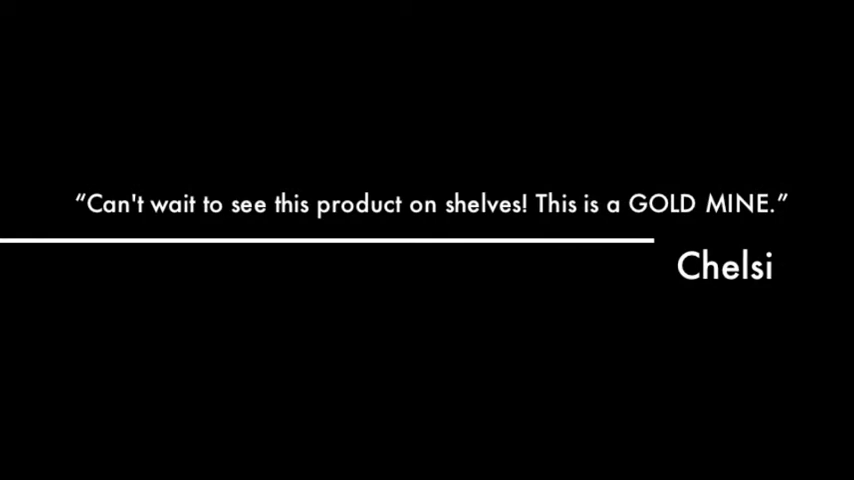 “Can't wait to see this product on shelves! This is a GOLD MINE.”
Chelsi